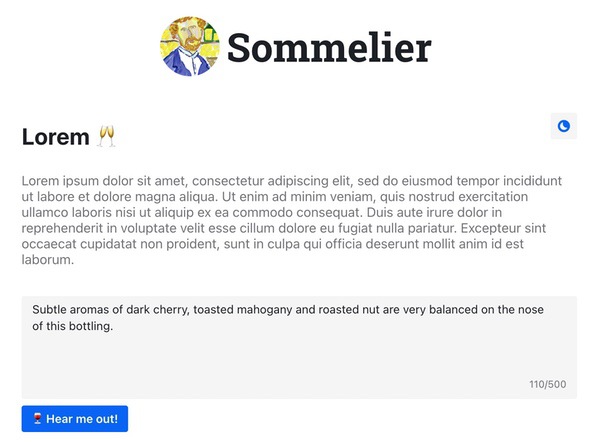 Sommelier
Lorem 🥂
Lorem ipsum dolor sit amet, consectetur adipiscing elit, sed do eiusmod tempor incididunt
ut labore et dolore magna aliqua. Ut enim ad minim veniam, quis nostrud exercitation
ullamco laboris nisi ut aliquip ex ea commodo consequat. Duis aute irure dolor in
reprehenderit in voluptate velit esse cillum dolore eu fugiat nulla pariatur. Excepteur sint
occaecat cupidatat non proident, sunt in culpa qui officia deserunt mollit anim id est
laborum.
Subtle aromas of dark cherry, toasted mahogany and roasted nut are very balanced on the nose
of this bottling.
110/500
🍷 Hear me out!